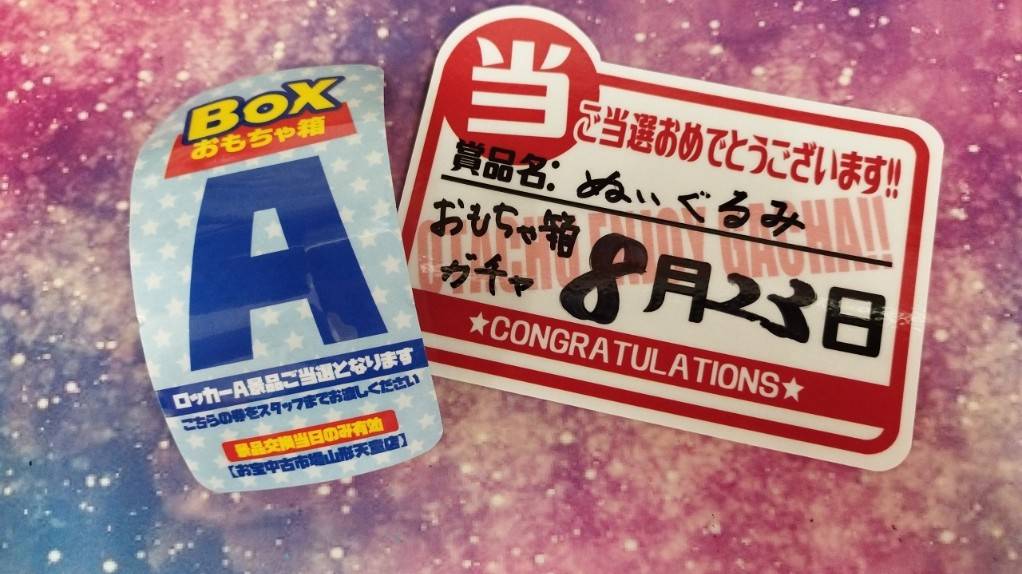 BOX
おもちゃ箱
A
ロッカーA景品ご当選となります
こちらの券をスタッフまでお渡しください
景品交換当日のみ有効
【お宝中古市場山形天童店】
当
ご当選おめでとうございます!!
賞品名:ぬいぐるみ
おもちゃ箱
ガチャ
8月23日
OTACHU ENJOY GACHA!!
★CONGRATULATIONS★